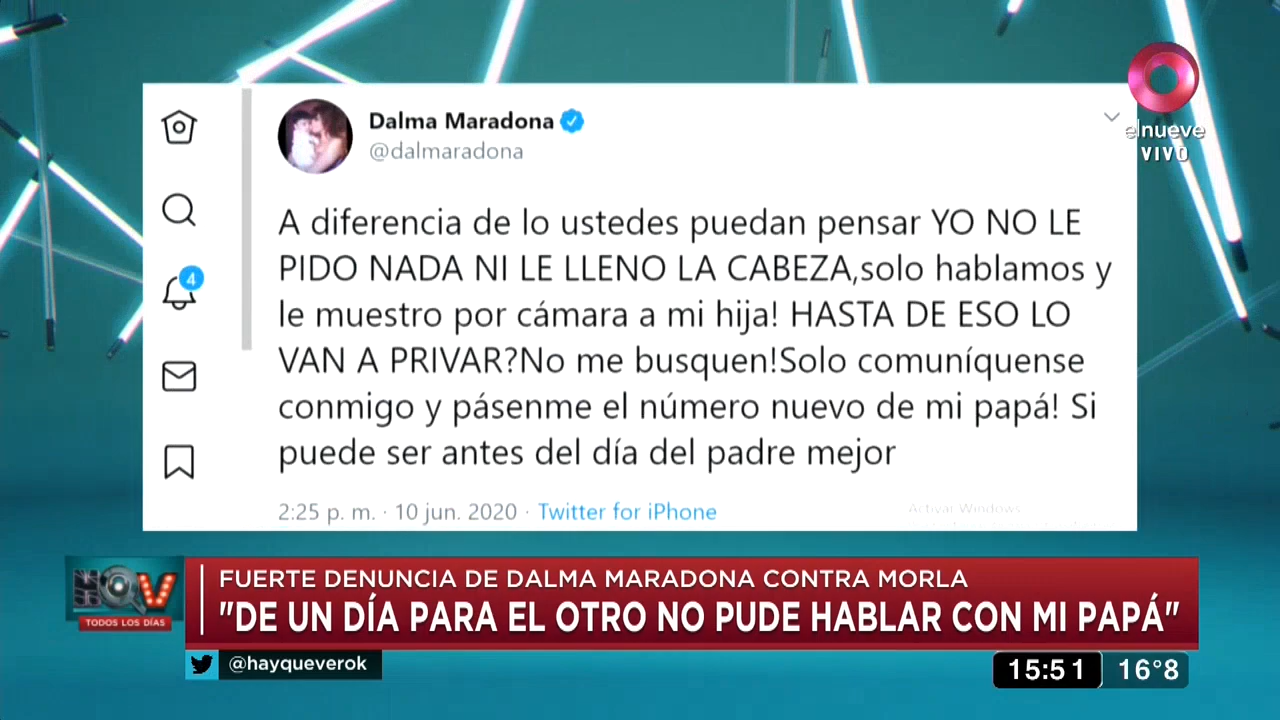 Dalma Maradona
@dalmaradona
elnueve
VIVO
4
A diferencia de lo ustedes puedan pensar YO NO LE
PIDO NADA NI LE LLENO LA CABEZA,solo hablamos y
le muestro por cámara a mi hija! HASTA DE ESO LO
VAN A PRIVAR?No me busquen!Solo comuníquense
conmigo y pásenme el número nuevo de mi papá! Si
puede ser antes del día del padre mejor
2:25 p. m. · 10 jun. 2020 · Twitter for iPhone
Activar Windows
HQV
TODOS LOS DÍAS
FUERTE DENUNCIA DE DALMA MARADONA CONTRA MORLA
"DE UN DÍA PARA EL OTRO NO PUDE HABLAR CON MI PAPÁ"
@hayqueverok
15:51 16°8